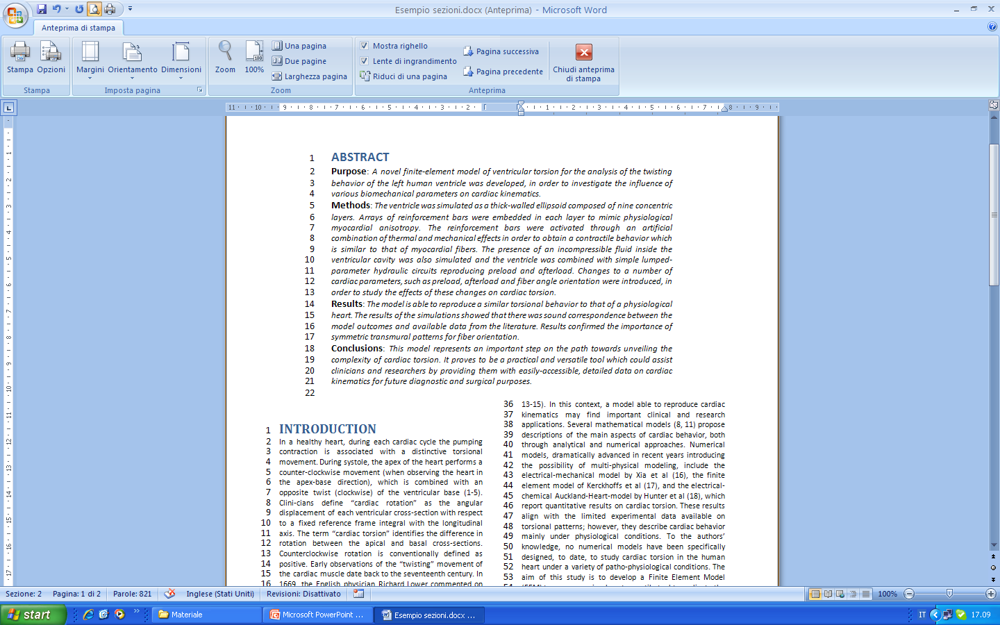 Esempio sezioni.docx (Anteprima) - Microsoft Word
Anteprima di stampa
Stampa
Opzioni
Stampa
Margini
Orientamento
Dimensioni
Imposta pagina
Zoom
100%
Una pagina
Due pagine
Larghezza pagina
Zoom
Mostra righello
Lente di ingrandimento
Riduci di una pagina
Pagina successiva
Pagina precedente
Chiudi anteprima
di stampa
Anteprima
11 10 9 8 7 6 5 4 3 2 1 2 3 4 5 6 7 8 9
1 ABSTRACT
2 Purpose: A novel finite-element model of ventricular torsion for the analysis of the twisting
3 behavior of the left human ventricle was developed, in order to investigate the influence of
4 various biomechanical parameters on cardiac kinematics.
5 Methods: The ventricle was simulated as a thick-walled ellipsoid composed of nine concentric
6 layers. Arrays of reinforcement bars were embedded in each layer to mimic physiological
7 myocardial anisotropy. The reinforcement bars were activated through an artificial
8 combination of thermal and mechanical effects in order to obtain a contractile behavior which
9 is similar to that of myocardial fibers. The presence of an incompressible fluid inside the
10 ventricular cavity was also simulated and the ventricle was combined with simple lumped-
11 parameter hydraulic circuits reproducing preload and afterload. Changes to a number of
12 cardiac parameters, such as preload, afterload and fiber angle orientation were introduced, in
13 order to study the effects of these changes on cardiac torsion.
14 Results: The model is able to reproduce a similar torsional behavior to that of a physiological
15 heart. The results of the simulations showed that there was sound correspondence between the
16 model outcomes and available data from the literature. Results confirmed the importance of
17 symmetric transmural patterns for fiber orientation.
18 Conclusions: This model represents an important step on the path towards unveiling the
19 complexity of cardiac torsion. It proves to be a practical and versatile tool which could assist
20 clinicians and researchers by providing them with easily-accessible, detailed data on cardiac
21 kinematics for future diagnostic and surgical purposes.
22
1 INTRODUCTION
2 In a healthy heart, during each cardiac cycle the pumping
3 contraction is associated with a distinctive torsional
4 movement. During systole, the apex of the heart performs a
5 counter-clockwise movement (when observing the heart in
6 the apex-base direction), which is combined with an
7 opposite twist (clockwise) of the ventricular base (1-5).
8 Clini-cians define “cardiac rotation” as the angular
9 displacement of each ventricular cross-section with respect
10 to a fixed reference frame integral with the longitudinal
11 axis. The term “cardiac torsion” identifies the difference in
12 rotation between the apical and basal cross-sections.
13 Counterclockwise rotation is conventionally defined as
14 positive. Early observations of the “twisting” movement of
15 the cardiac muscle date back to the seventeenth century. In
16 1669, the English physician Richard Lower commented on
36 13-15). In this context, a model able to reproduce cardiac
37 kinematics may find important clinical and research
38 applications. Several mathematical models (8, 11) propose
39 descriptions of the main aspects of cardiac behavior, both
40 through analytical and numerical approaches. Numerical
41 models, dramatically advanced in recent years introducing
42 the possibility of multi-physical modeling, include the
43 electrical-mechanical model by Xia et al (16), the finite
44 element model of Kerckhoffs et al (17), and the electrical-
45 chemical Auckland-Heart-model by Hunter et al (18), which
46 report quantitative results on cardiac torsion. These results
47 align with the limited experimental data available on
48 torsional patterns; however, they describe cardiac behavior
49 mainly under physiological conditions. To the authors’
50 knowledge, no numerical models have been specifically
51 designed, to date, to study cardiac torsion in the human
52 heart under a variety of patho-physiological conditions. The
53 aim of this study is to develop a Finite Element Model
Sezione: 2 Pagina: 1 di 2 Parole: 821 Inglese (Stati Uniti) Revisioni: Disattivato 100%
start Materiale Microsoft PowerPoint ... Esempio sezioni.docx ... IT 17.09